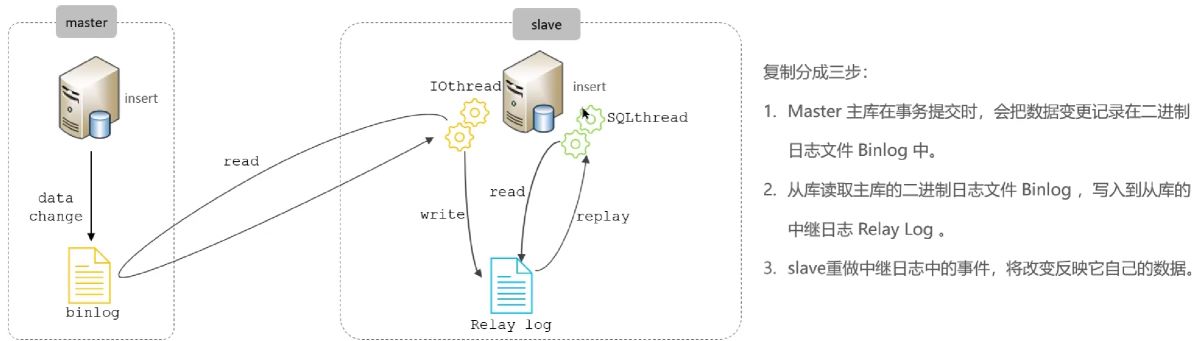 master
insert
data
change
binlog
read
slave
IOthread
insert
SQLthread
write
read
replay
Relay log
复制分成三步：
1. Master 主库在事务提交时，会把数据变更记录在二进制
日志文件 Binlog 中。
2. 从库读取主库的二进制日志文件 Binlog ，写入到从库的
中继日志 Relay Log 。
3. slave重做中继日志中的事件，将改变反映它自己的数据。